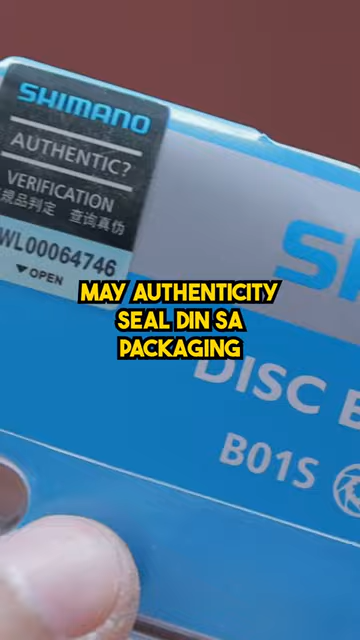 SHIMANO
AUTHENTIC?
VERIFICATION
規品判定 查询真伪
WL00064746
▼OPEN
MAY AUTHENTICITY
SEAL DIN SA
PACKAGING
DISC
B01S